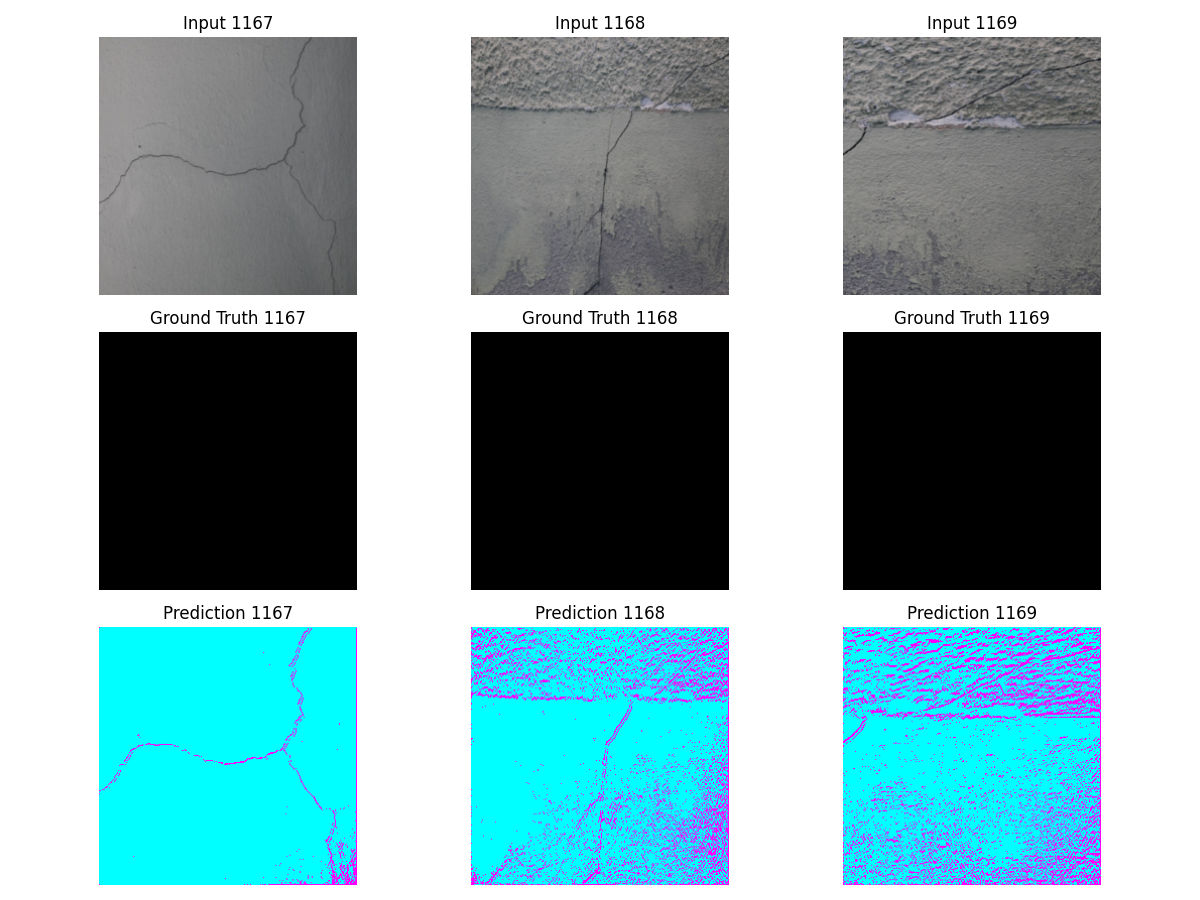 Input 1167
Input 1168
Input 1169
Ground Truth 1167
Ground Truth 1168
Ground Truth 1169
Prediction 1167
Prediction 1168
Prediction 1169